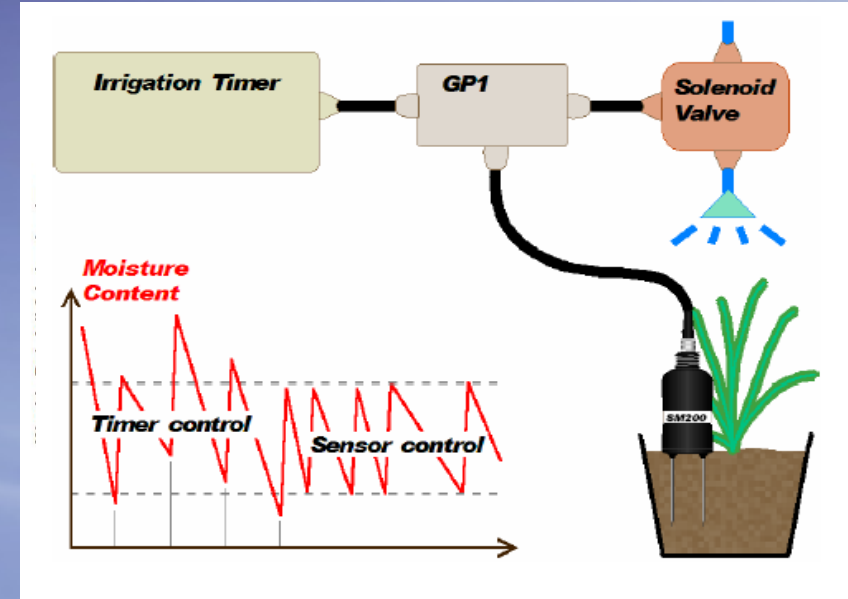 Irrigation Timer
GP1
Solenoid
Valve
Moisture
Content
Timer control
Sensor control
SM200